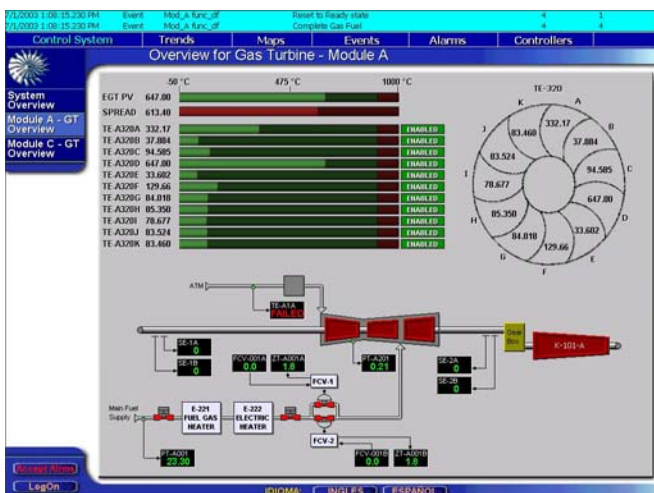 7/1/2003 1:08:15.230 PM Event Mod_A func_df Reset to Ready state 4 1
7/1/2003 1:08:15.230 PM Event Mod_A func_df Complete Gas Fuel 4 4
Control System Trends Maps Events Alarms Controllers
Overview for Gas Turbine - Module A
System Overview
Module A - GT Overview
Module C - GT Overview
-50 °C 475 °C 1000 °C
EGT PV 647.00
SPREAD 613.40
TE-A320A 332.17 ENABLED
TE-A320B 37.884 ENABLED
TE-A320C 94.585 ENABLED
TE-A320D 647.00 ENABLED
TE-A320E 33.602 ENABLED
TE-A320F 129.66 ENABLED
TE-A320G 84.018 ENABLED
TE-A320H 85.350 ENABLED
TE-A320I 78.677 ENABLED
TE-A320J 83.524 ENABLED
TE-A320K 83.460 ENABLED
TE-320
K A
J 83.460 332.17 B
37.884
83.524 94.585 C
I
78.677 647.00
D
H 85.350 33.602
84.018 129.66 E
G F
ATM
TE-A1A
FAILED
SE-1A
0
SE-1B
0
FCV-001A
0.0
ZT-A001A
1.8
PT-A201
0.21
SE-2A
0
SE-2B
0
Gear Box
K-101-A
FCV-1
Main Fuel Supply
E-221 FUEL GAS HEATER
E-222 ELECTRIC HEATER
FCV-2
PT-A001
23.30
FCV-001B
0.0
ZT-A001B
1.8
Accept Alrms
LogOn
IDIOMA: INGLES ESPAÑOL